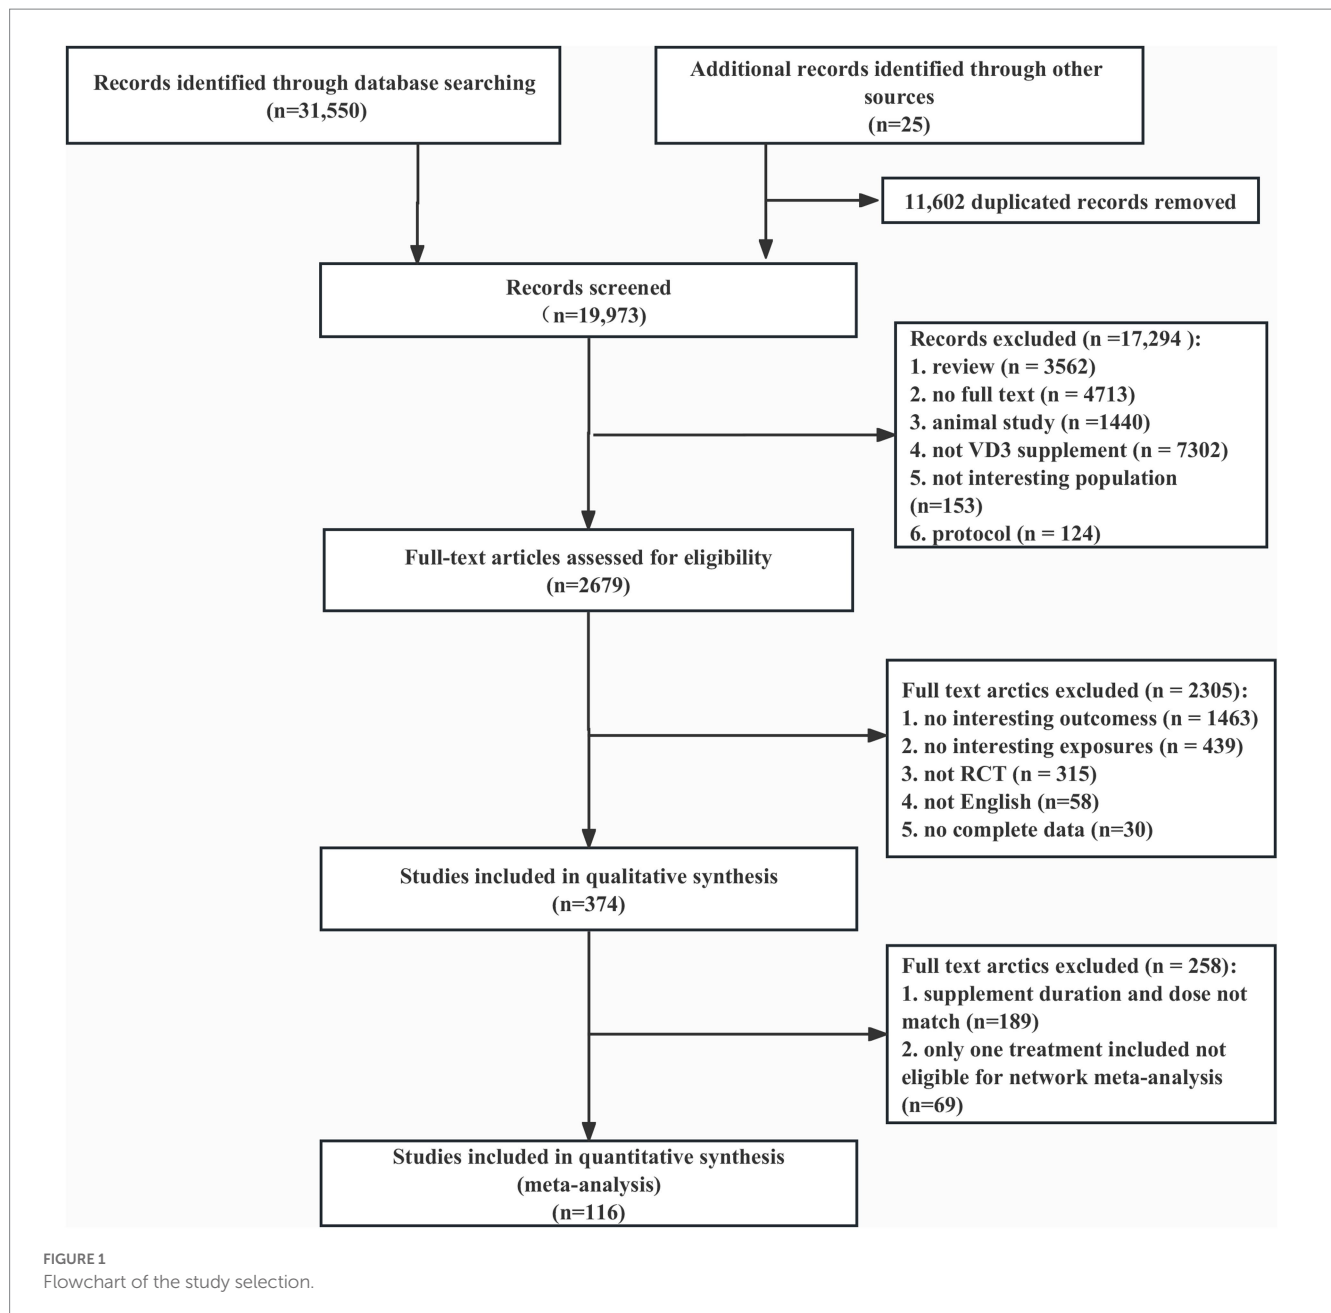 Records identified through database searching
(n=31,550)
Additional records identified through other
sources
(n=25)
11,602 duplicated records removed
Records screened
（n=19,973)
Records excluded (n =17,294 ):
1. review (n = 3562)
2. no full text (n = 4713)
3. animal study (n =1440)
4. not VD3 supplement (n = 7302)
5. not interesting population
(n=153)
6. protocol (n = 124)
Full-text articles assessed for eligibility
(n=2679)
Full text arctics excluded (n = 2305):
1. no interesting outcomess (n = 1463)
2. no interesting exposures (n = 439)
3. not RCT (n = 315)
4. not English (n=58)
5. no complete data (n=30)
Studies included in qualitative synthesis
(n=374)
Full text arctics excluded (n = 258):
1. supplement duration and dose not
match (n=189)
2. only one treatment included not
eligible for network meta-analysis
(n=69)
Studies included in quantitative synthesis
(meta-analysis)
(n=116)
FIGURE 1
Flowchart of the study selection.